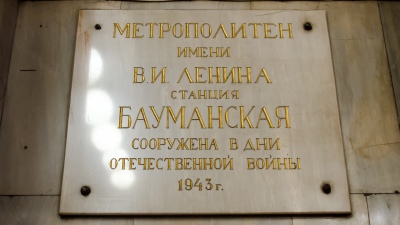 МЕТРОПОЛИТЕН
ИМЕНИ
В.И. ЛЕНИНА
СТАНЦИЯ
БАУМАНСКАЯ
СООРУЖЕНА В ДНИ
ОТЕЧЕСТВЕННОЙ ВОЙНЫ
1943 г.